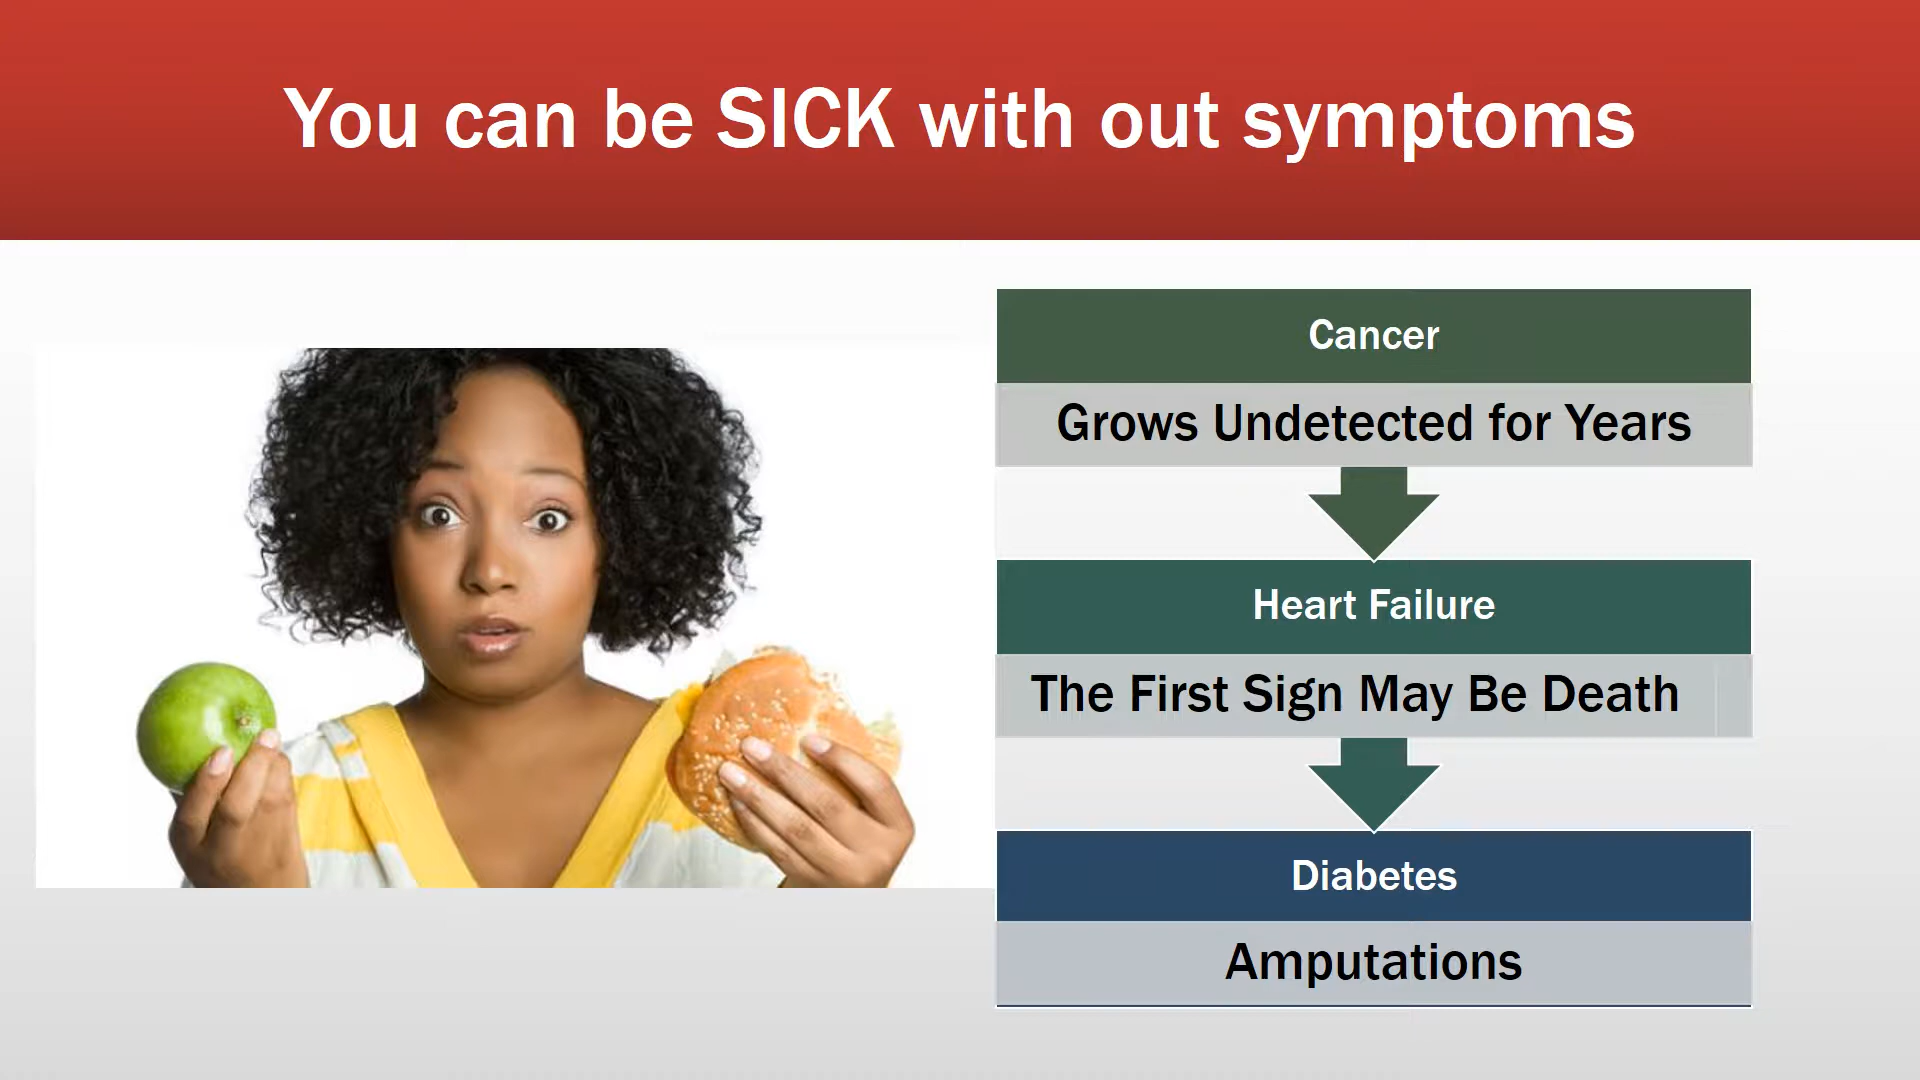 You can be SICK with out symptoms
Cancer
Grows Undetected for Years
Heart Failure
The First Sign May Be Death
Diabetes
Amputations